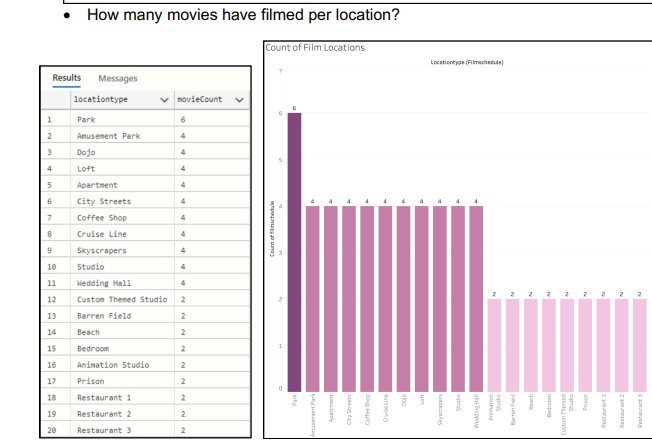 • How many movies have filmed per location?
Results Messages
locationtype movieCount
1 Park 6
2 Amusement Park 4
3 Dojo 4
4 Loft 4
5 Apartment 4
6 City Streets 4
7 Coffee Shop 4
8 Cruise Line 4
9 Skyscrapers 4
10 Studio 4
11 Wedding Hall 4
12 Custom Themed Studio 2
13 Barren Field 2
14 Beach 2
15 Bedroom 2
16 Animation Studio 2
17 Prison 2
18 Restaurant 1 2
19 Restaurant 2 2
20 Restaurant 3 2
Count of Film Locations
Locationtype (Filmschedule)
Count of filmschedule
7
6
5
4
3
2
1
0
6 4 4 4 4 4 4 4 4 4 4 2 2 2 2 2 2 2 2 2
Park
Amusement Park
Apartment
City Streets
Coffee Shop
Cruise Line
Dojo
Loft
Skyscrapers
Studio
Wedding Hall
Animation
Studio
Barren Field
Beach
Bedroom
Custom Themed
Studio
Prison
Restaurant 1
Restaurant 2
Restaurant 3